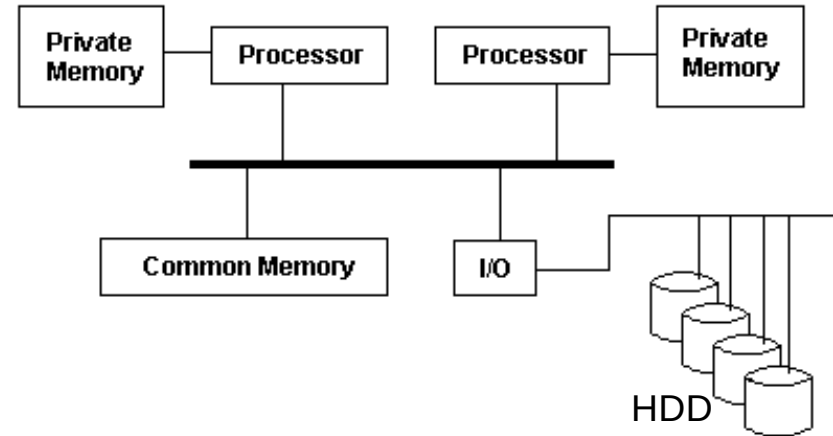 Private
Memory
Processor
Processor
Private
Memory
Common Memory
I/O
HDD